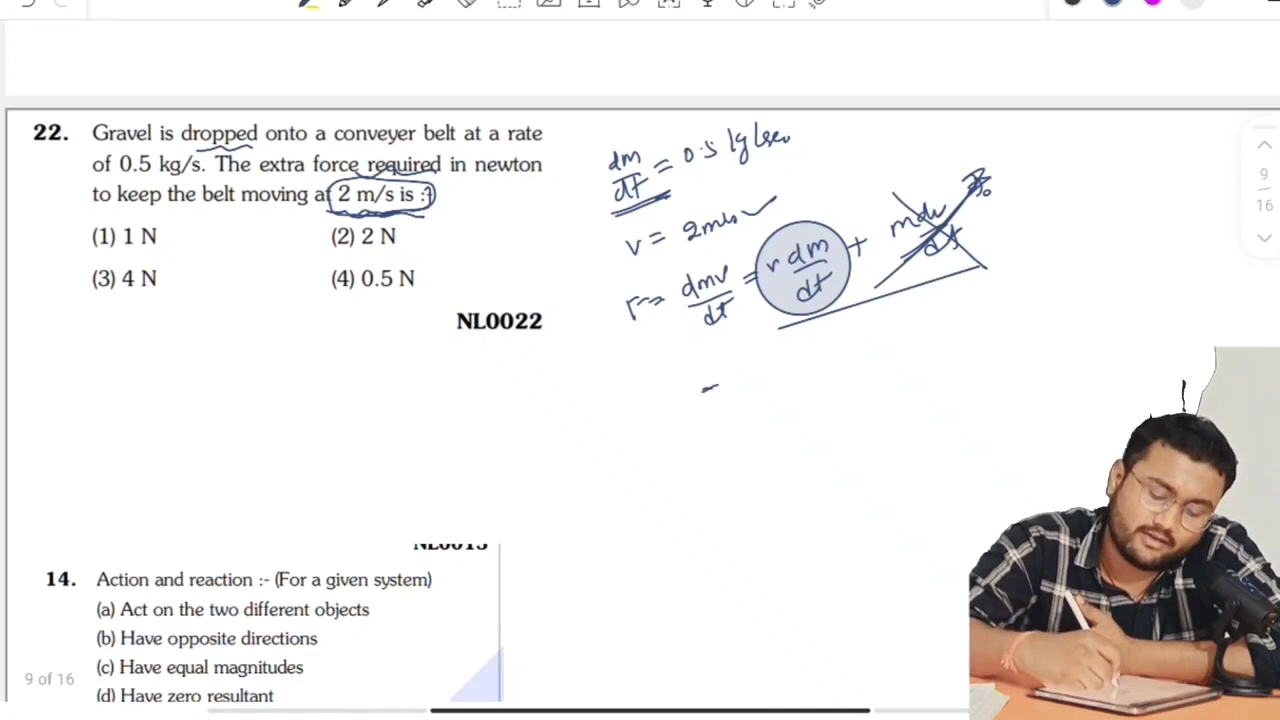 22. Gravel is dropped onto a conveyer belt at a rate
of 0.5 kg/s. The extra force required in newton
to keep the belt moving at 2 m/s is :-
(1) 1 N (2) 2 N
(3) 4 N (4) 0.5 N
NL0022
dm/dt = 0.5 kg/sec
v = 2m/s
F = dmv/dt = v dm/dt + m dv/dt
NL0013
14. Action and reaction :- (For a given system)
(a) Act on the two different objects
(b) Have opposite directions
(c) Have equal magnitudes
(d) Have zero resultant
9 of 16
9
16